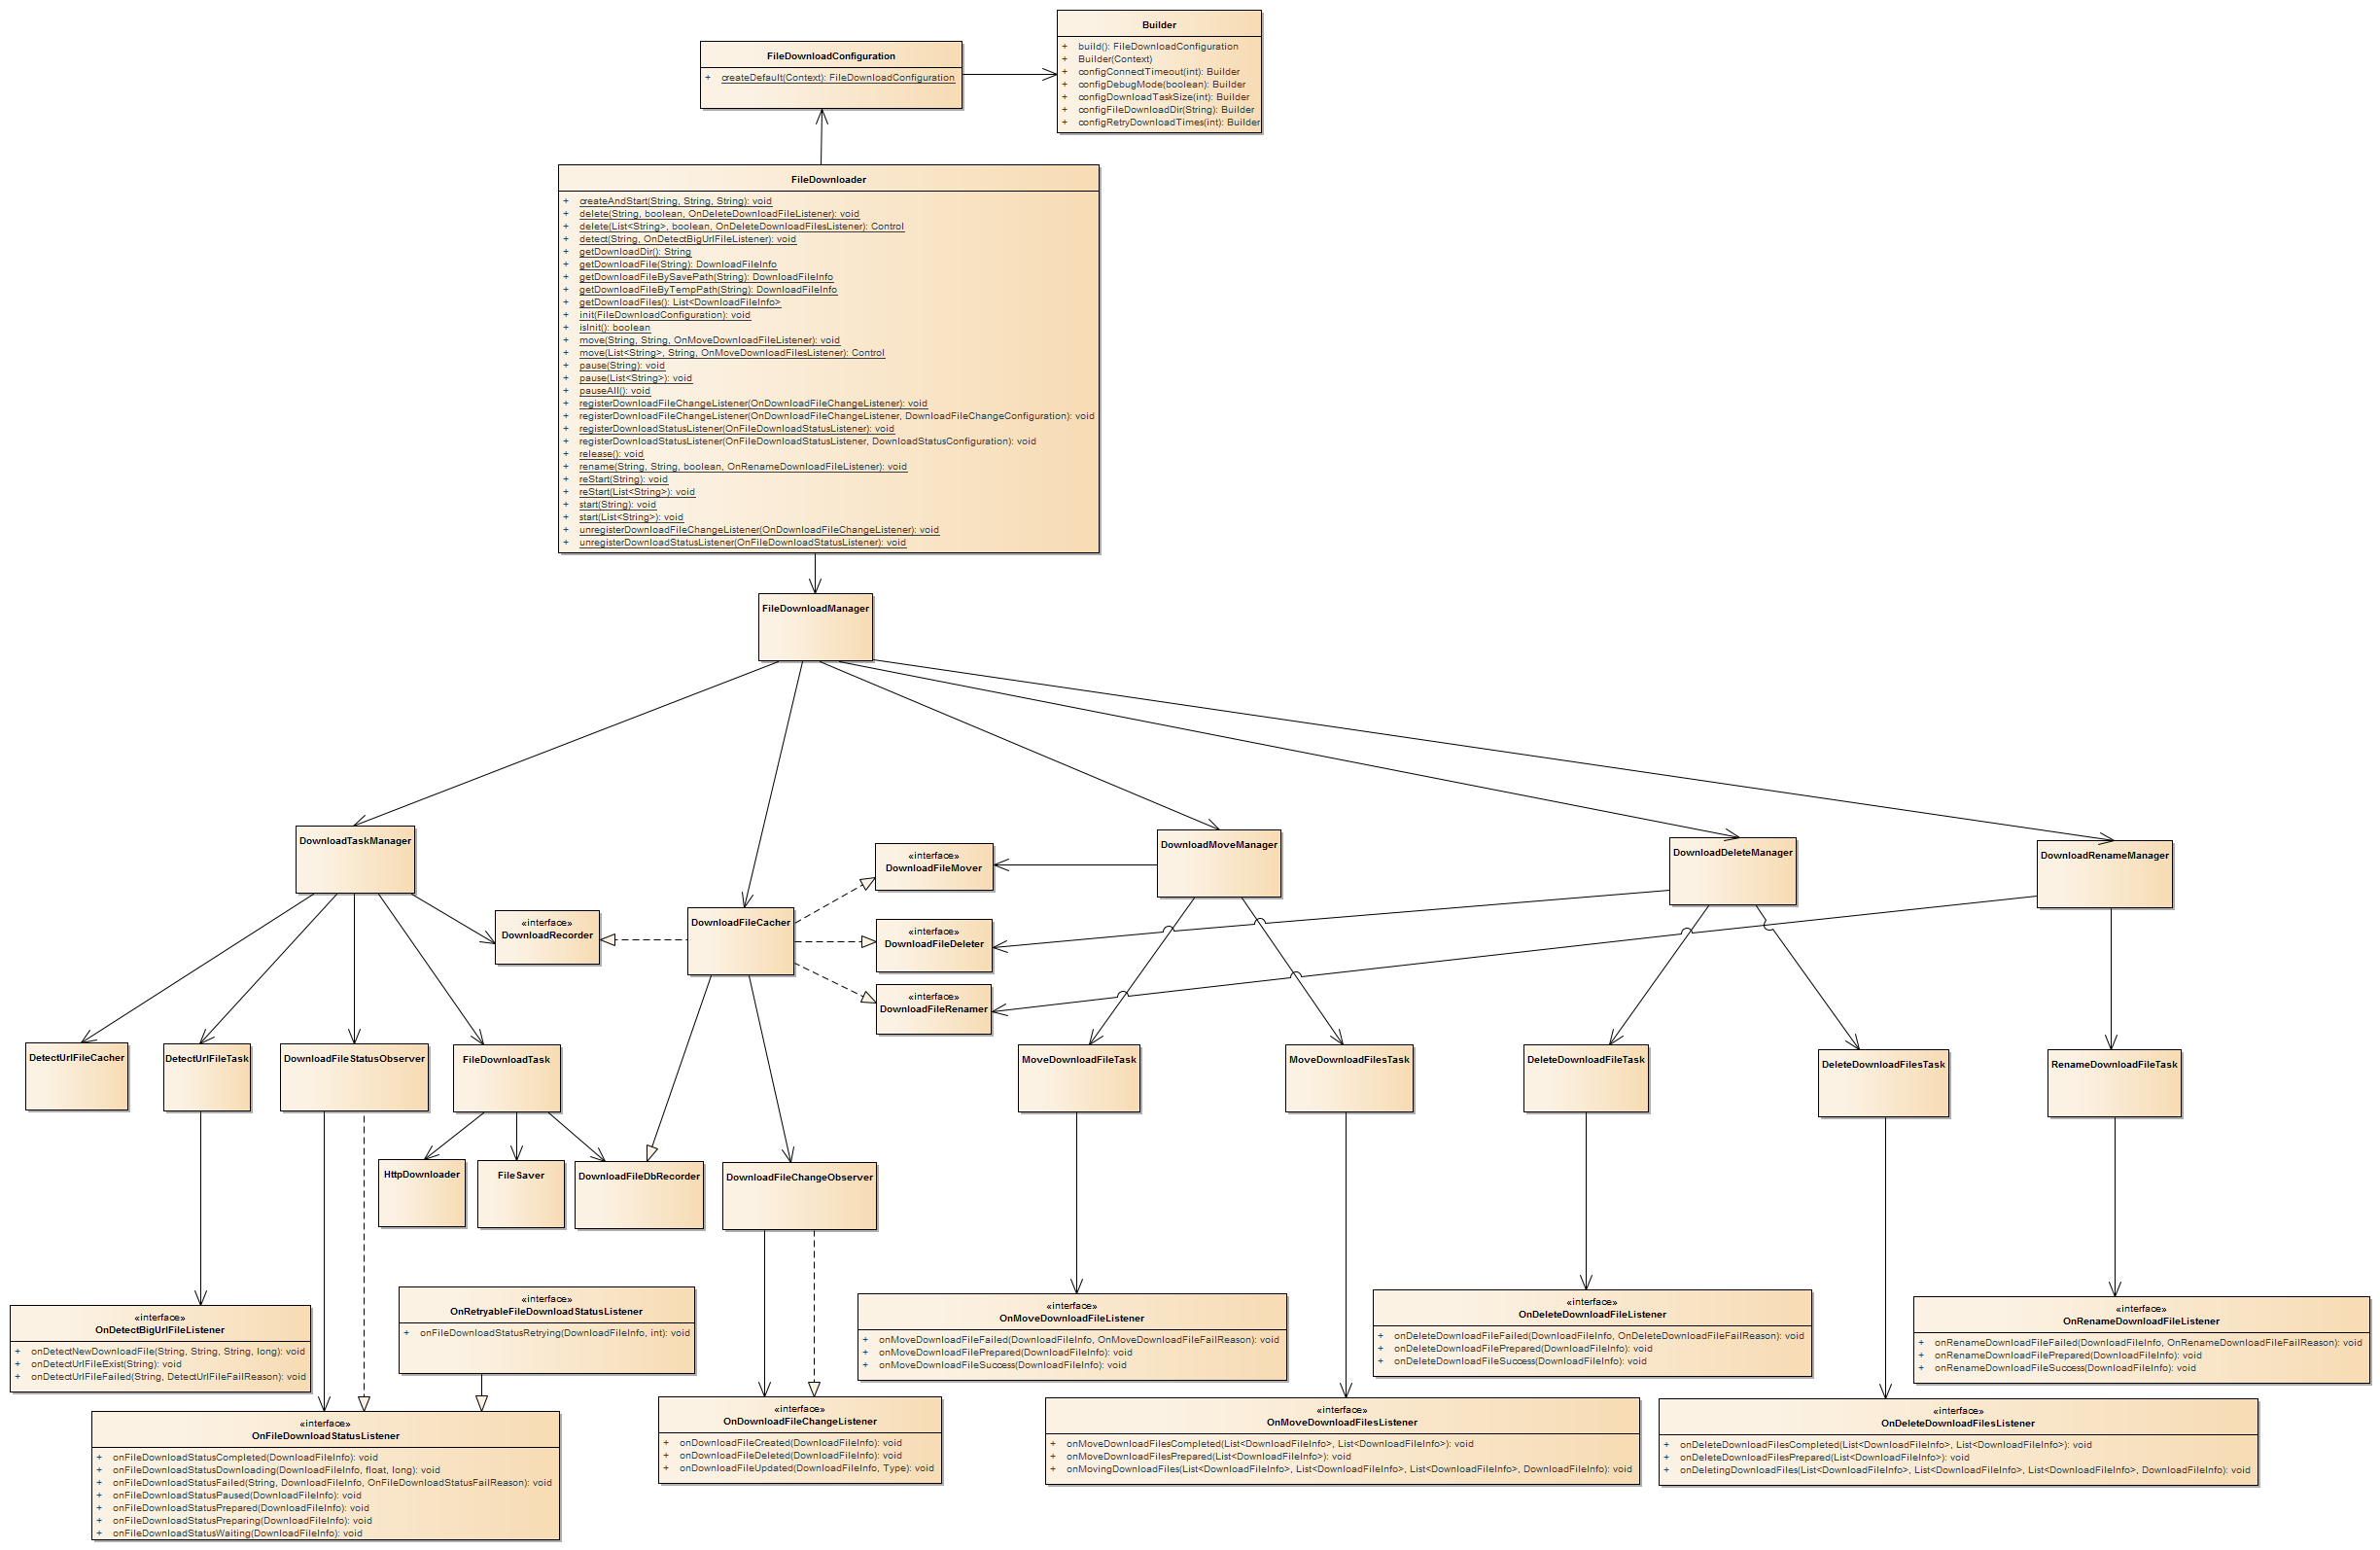 Builder
+ build(): FileDownloadConfiguration
+ Builder(Context)
+ configConnectTimeout(int): Builder
+ configDebugMode(boolean): Builder
+ configDownloadTaskSize(int): Builder
+ configFileDownloadDir(String): Builder
+ configRetryDownloadTimes(int): Builder
FileDownloadConfiguration
+ createDefault(Context): FileDownloadConfiguration
FileDownloader
+ createAndStart(String, String, String): void
+ delete(String, boolean, OnDeleteDownloadFileListener): void
+ delete(List<String>, boolean, OnDeleteDownloadFilesListener): Control
+ detect(String, OnDetectBigUrlFileListener): void
+ getDownloadDir(): String
+ getDownloadFile(String): DownloadFileInfo
+ getDownloadFileBySavePath(String): DownloadFileInfo
+ getDownloadFileByTempPath(String): DownloadFileInfo
+ getDownloadFiles(): List<DownloadFileInfo>
+ init(FileDownloadConfiguration): void
+ isInit(): boolean
+ move(String, String, OnMoveDownloadFileListener): void
+ move(List<String>, String, OnMoveDownloadFilesListener): Control
+ pause(String): void
+ pause(List<String>): void
+ pauseAll(): void
+ registerDownloadFileChangeListener(OnDownloadFileChangeListener): void
+ registerDownloadFileChangeListener(OnDownloadFileChangeListener, DownloadFileChangeConfiguration): void
+ registerDownloadStatusListener(OnFileDownloadStatusListener): void
+ registerDownloadStatusListener(OnFileDownloadStatusListener, DownloadStatusConfiguration): void
+ release(): void
+ rename(String, String, boolean, OnRenameDownloadFileListener): void
+ reStart(String): void
+ reStart(List<String>): void
+ start(String): void
+ start(List<String>): void
+ unregisterDownloadFileChangeListener(OnDownloadFileChangeListener): void
+ unregisterDownloadStatusListener(OnFileDownloadStatusListener): void
FileDownloadManager
DownloadTaskManager
«interface»
DownloadFileMover
DownloadMoveManager
DownloadDeleteManager
DownloadRenameManager
«interface»
DownloadRecorder
DownloadFileCacher
«interface»
DownloadFileDeleter
«interface»
DownloadFileRenamer
DetectUrlFileCacher
DetectUrlFileTask
DownloadFileStatusObserver
FileDownloadTask
MoveDownloadFileTask
MoveDownloadFilesTask
DeleteDownloadFileTask
DeleteDownloadFilesTask
RenameDownloadFileTask
HttpDownloader
FileSaver
DownloadFileDbRecorder
DownloadFileChangeObserver
«interface»
OnDetectBigUrlFileListener
+ onDetectNewDownloadFile(String, String, String, long): void
+ onDetectUrlFileExist(String): void
+ onDetectUrlFileFailed(String, DetectUrlFileFailReason): void
«interface»
OnRetryableFileDownloadStatusListener
+ onFileDownloadStatusRetrying(DownloadFileInfo, int): void
«interface»
OnMoveDownloadFileListener
+ onMoveDownloadFileFailed(DownloadFileInfo, OnMoveDownloadFileFailReason): void
+ onMoveDownloadFilePrepared(DownloadFileInfo): void
+ onMoveDownloadFileSuccess(DownloadFileInfo): void
«interface»
OnDeleteDownloadFileListener
+ onDeleteDownloadFileFailed(DownloadFileInfo, OnDeleteDownloadFileFailReason): void
+ onDeleteDownloadFilePrepared(DownloadFileInfo): void
+ onDeleteDownloadFileSuccess(DownloadFileInfo): void
«interface»
OnRenameDownloadFileListener
+ onRenameDownloadFileFailed(DownloadFileInfo, OnRenameDownloadFileFailReason): void
+ onRenameDownloadFilePrepared(DownloadFileInfo): void
+ onRenameDownloadFileSuccess(DownloadFileInfo): void
«interface»
OnFileDownloadStatusListener
+ onFileDownloadStatusCompleted(DownloadFileInfo): void
+ onFileDownloadStatusDownloading(DownloadFileInfo, float, long): void
+ onFileDownloadStatusFailed(String, DownloadFileInfo, OnFileDownloadStatusFailReason): void
+ onFileDownloadStatusPaused(DownloadFileInfo): void
+ onFileDownloadStatusPrepared(DownloadFileInfo): void
+ onFileDownloadStatusPreparing(DownloadFileInfo): void
+ onFileDownloadStatusWaiting(DownloadFileInfo): void
«interface»
OnDownloadFileChangeListener
+ onDownloadFileCreated(DownloadFileInfo): void
+ onDownloadFileDeleted(DownloadFileInfo): void
+ onDownloadFileUpdated(DownloadFileInfo, Type): void
«interface»
OnMoveDownloadFilesListener
+ onMoveDownloadFilesCompleted(List<DownloadFileInfo>, List<DownloadFileInfo>): void
+ onMoveDownloadFilesPrepared(List<DownloadFileInfo>): void
+ onMovingDownloadFiles(List<DownloadFileInfo>, List<DownloadFileInfo>, List<DownloadFileInfo>, DownloadFileInfo): void
«interface»
OnDeleteDownloadFilesListener
+ onDeleteDownloadFilesCompleted(List<DownloadFileInfo>, List<DownloadFileInfo>): void
+ onDeleteDownloadFilesPrepared(List<DownloadFileInfo>): void
+ onDeletingDownloadFiles(List<DownloadFileInfo>, List<DownloadFileInfo>, List<DownloadFileInfo>, DownloadFileInfo): void